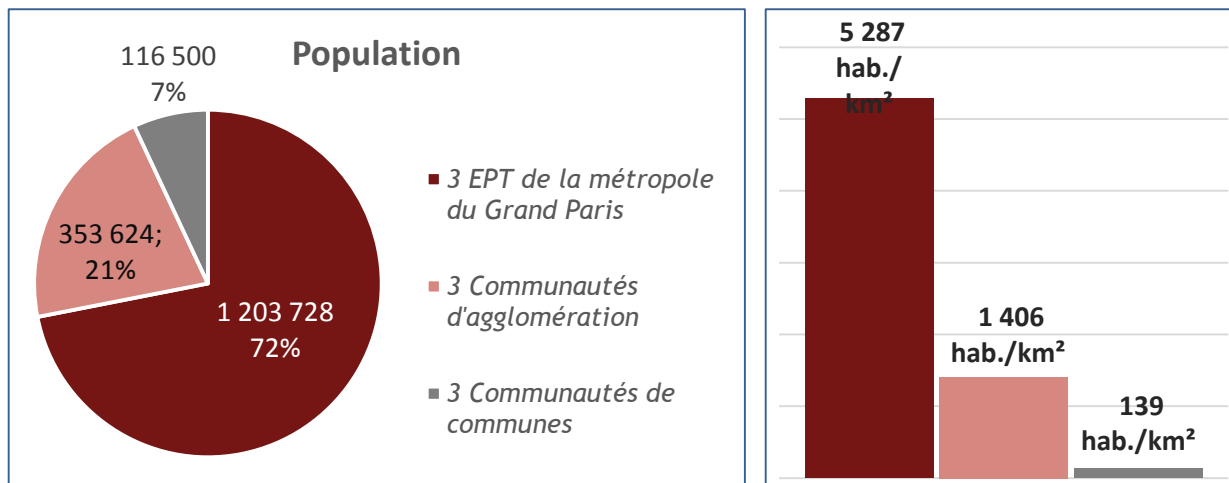 Population
116 500
7%
353 624;
21%
1 203 728
72%
3 EPT de la métropole
du Grand Paris
3 Communautés
d'agglomération
3 Communautés de
communes
5 287
hab./
km²
1 406
hab./km²
139
hab./km²